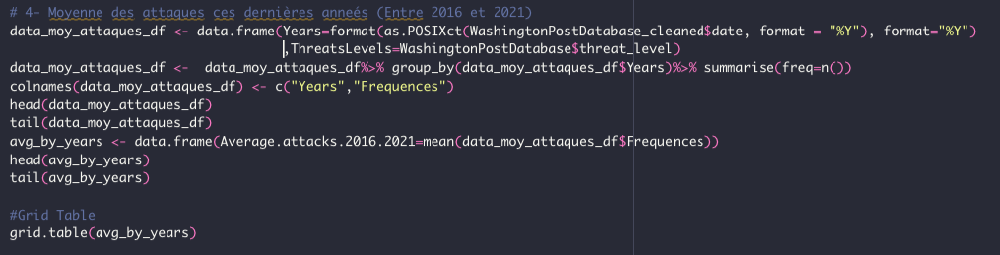 # 4- Moyenne des attaques ces dernières anneés (Entre 2016 et 2021)
data_moy_attaques_df <- data.frame(Years=format(as.POSIXct(WashingtonPostDatabase_cleaned$date, format = "%Y"), format="%Y")
,ThreatsLevels=WashingtonPostDatabase$threat_level)
data_moy_attaques_df <-  data_moy_attaques_df%>% group_by(data_moy_attaques_df$Years)%>% summarise(freq=n())
colnames(data_moy_attaques_df) <- c("Years","Frequences")
head(data_moy_attaques_df)
tail(data_moy_attaques_df)
avg_by_years <- data.frame(Average.attacks.2016.2021=mean(data_moy_attaques_df$Frequences))
head(avg_by_years)
tail(avg_by_years)
#Grid Table
grid.table(avg_by_years)